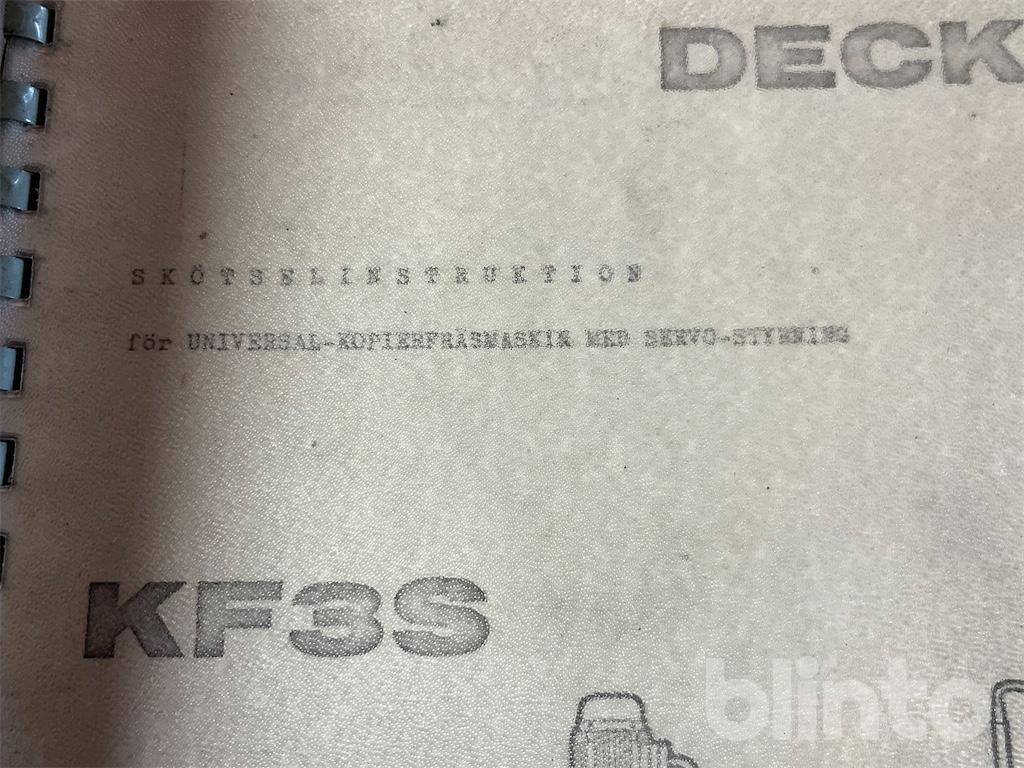 DECK
SKÖTSELINSTRUKTION
för UNIVERSAL-KOPIERFRÄSMASKIN MED SERVO-STYRNING
KF3S
blinto